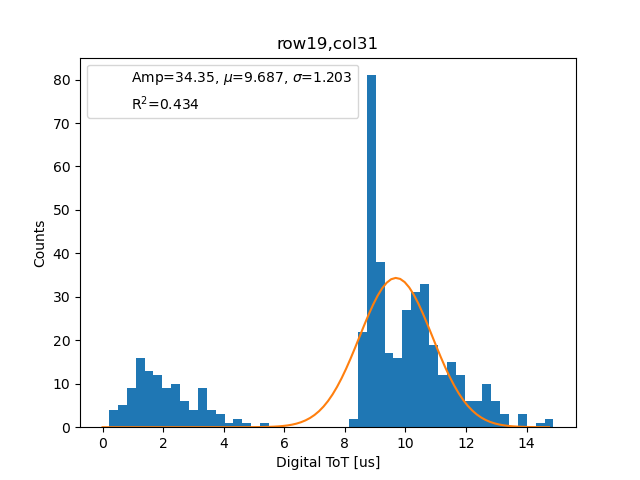 row19,col31
Amp=34.35, μ=9.687, σ=1.203
R²=0.434
80
70
60
50
40
30
20
10
0
Counts
0 2 4 6 8 10 12 14
Digital ToT [us]